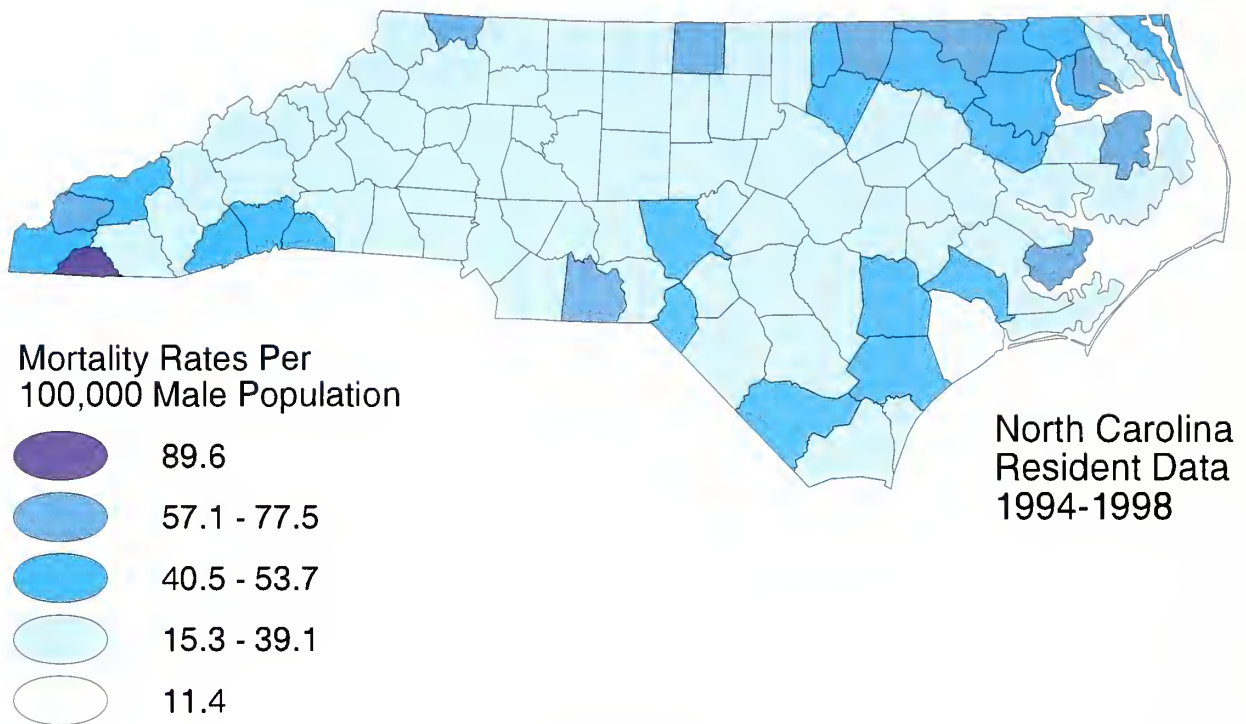 Mortality Rates Per
100,000 Male Population
89.6
57.1 - 77.5
40.5 - 53.7
15.3 - 39.1
11.4
North Carolina
Resident Data
1994-1998